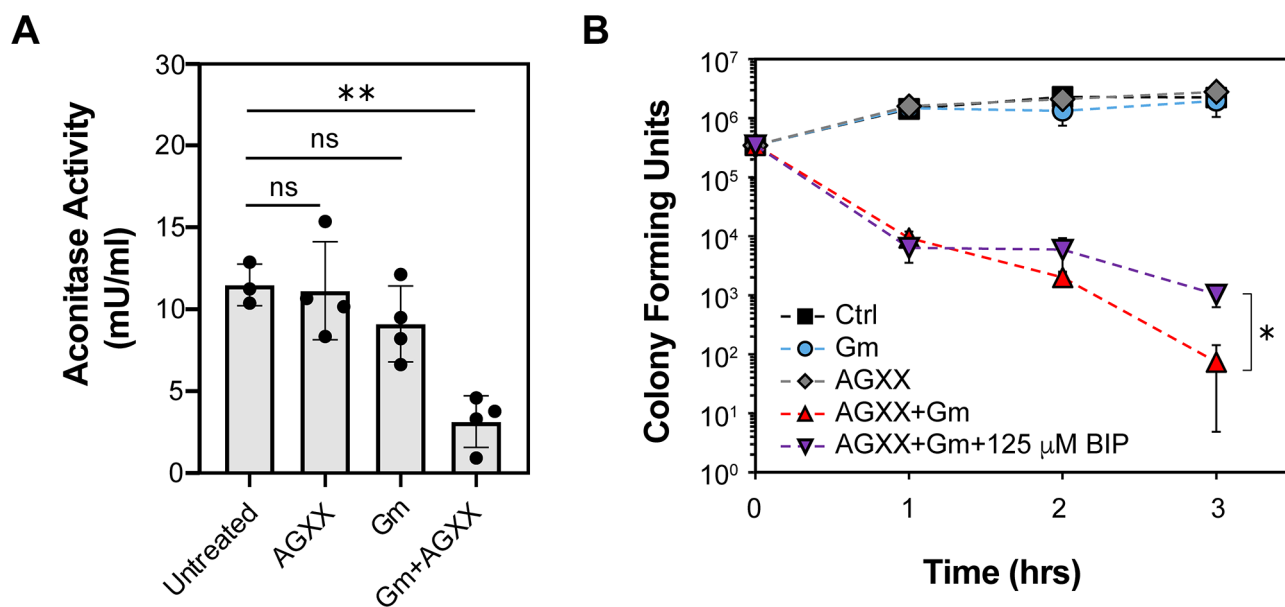 A
Aconitase Activity
(mU/ml)
30
20
15
10
5
0
**
ns
ns
Untreated
AGXX
Gm
Gm+AGXX
B
Colony Forming Units
10⁷
10⁶
10⁵
10⁴
10³
10²
10¹
10⁰
Ctrl
Gm
AGXX
AGXX+Gm
AGXX+Gm+125 μM BIP
*
0
1
2
3
Time (hrs)